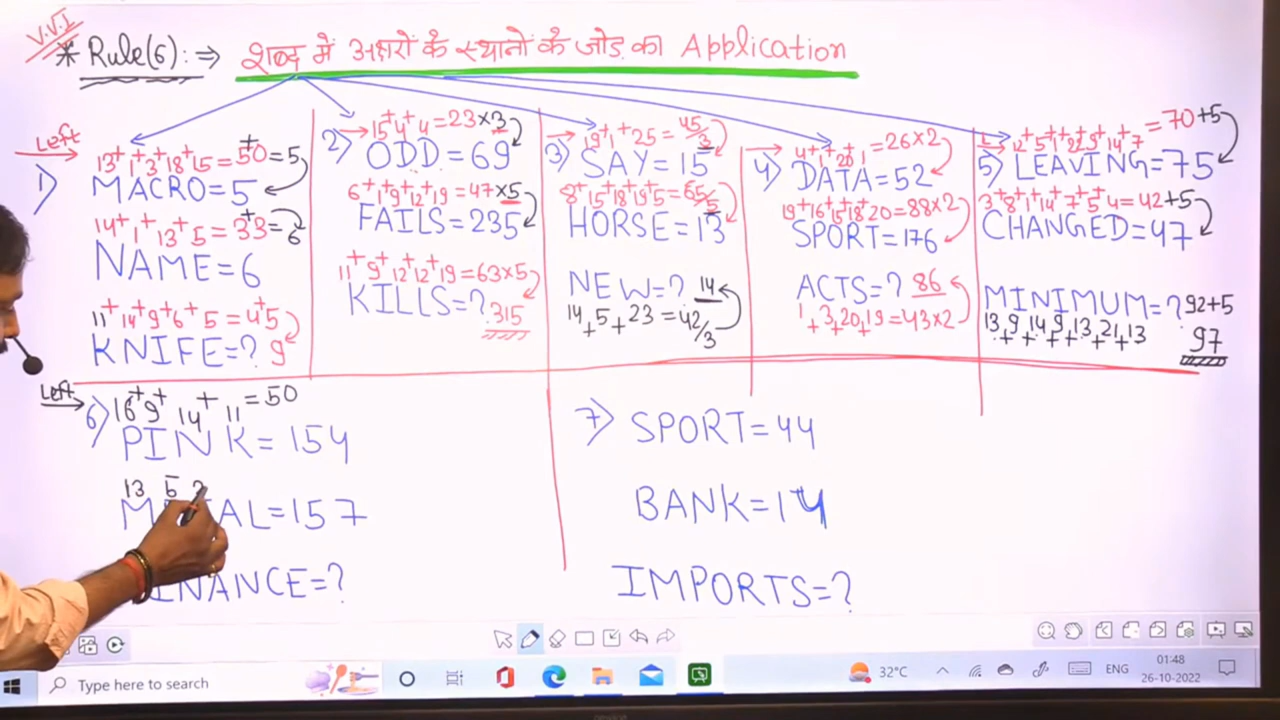 V.V.I
* Rule(6):⇒ शब्द में अक्षरों के स्थानों के जोड़ का Application
Left
1) 13+1+3+18+15=50=5
MACRO=5
14+1+13+5=33=6
NAME=6
11+14+9+6+5=45
KNIFE=? 9
2) 15+4+4=23×3
ODD=69
6+1+9+12+19=47×5
FAILS=235
11+9+12+12+19=63×5
KILLS=? 315
3) 19+1+25=45/3
SAY=15
8+15+18+19+5=65/5
HORSE=13
NEW=? 14
14+5+23=42/3
4) 4+1+20+1=26×2
DATA=52
19+16+15+18+20=88×2
SPORT=176
ACTS=? 86
1+3+20+19=43×2
5) 12+5+1+22+9+14+7=70+5
LEAVING=75
3+8+1+14+7+5+4=42+5
CHANGED=47
MINIMUM=? 92+5
13+9+14+9+13+21+13
97
Left
6) 16+9+14+11=50
PINK=154
13 5
M AL=157
INANCE=?
7) SPORT=44
BANK=14
IMPORTS=?
Type here to search
32°C
ENG
01:48
26-10-2022